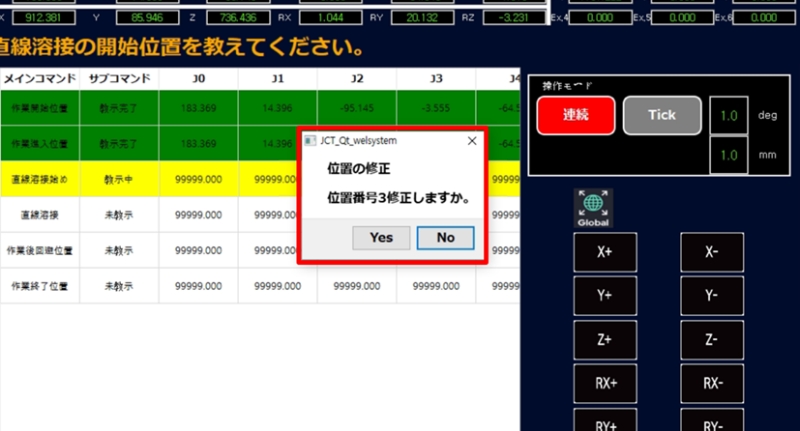 X 912.381 Y 85.946 Z 736.436 RX 1.044 RY 20.132 RZ -3.231 Ex,4 0.000 Ex,5 0.000 Ex,6 0.000
直線溶接の開始位置を教えてください。
メインコマンド サブコマンド J0 J1 J2 J3 J4
作業開始位置 教示完了 183.369 14.396 -95.145 -3.555 -64.5
作業進入位置 教示完了 183.369 14.396 -64.5
直線溶接始め 教示中 99999.000 99999.000 9999
直線溶接 未教示 99999.000 99999.000 9999
作業後回避位置 未教示 99999.000 99999.000 9999
作業終了位置 未教示 99999.000 99999.000 99999.000 99999.000 9999
JCT_Qt_welsystem
位置の修正
位置番号3修正しますか。
Yes No
操作モード
連続 Tick 1.0 deg
1.0 mm
Global
X+ X-
Y+ Y-
Z+ Z-
RX+ RX-
RY+ RY-